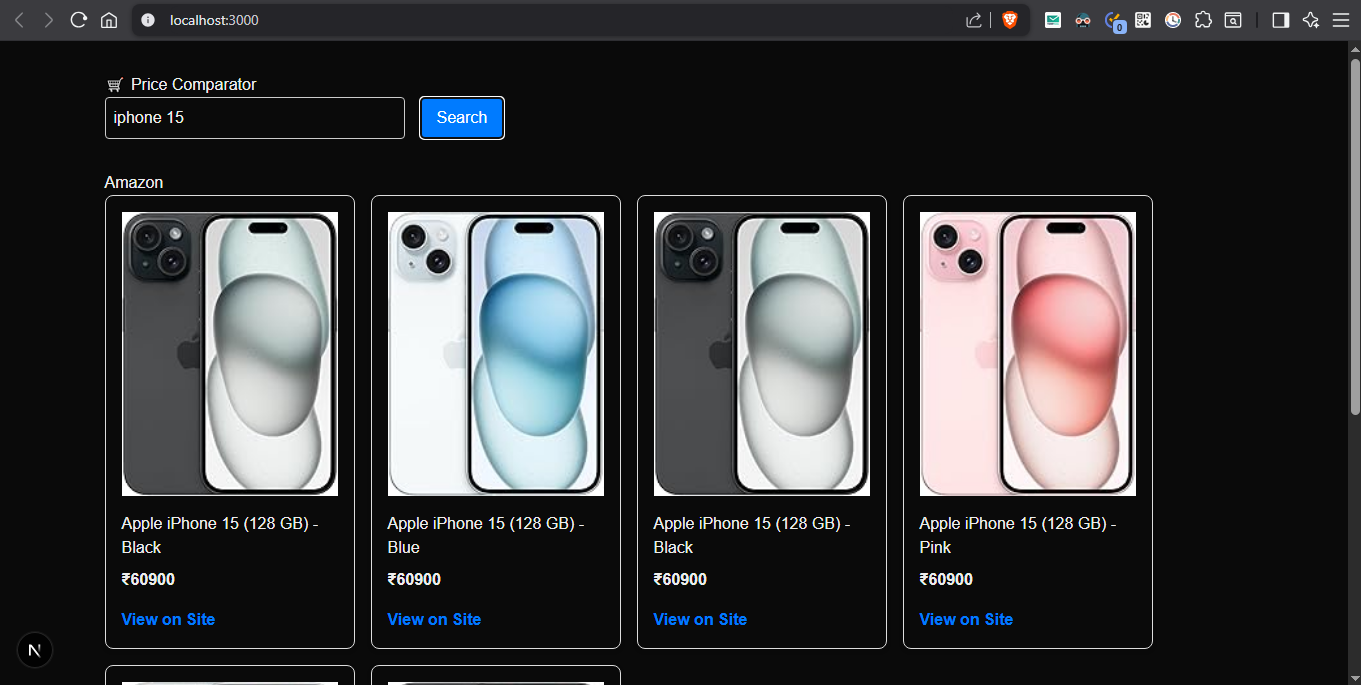 localhost:3000
0
Price Comparator
iphone 15
Search
Amazon
Apple iPhone 15 (128 GB) -
Black
₹60900
View on Site
Apple iPhone 15 (128 GB) -
Blue
₹60900
View on Site
Apple iPhone 15 (128 GB) -
Black
₹60900
View on Site
Apple iPhone 15 (128 GB) -
Pink
₹60900
View on Site
N